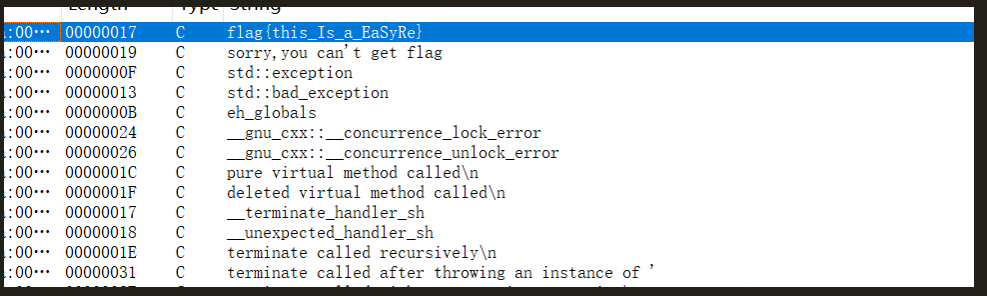 Length Type String
:00… 00000017 C flag{this_Is_a_EaSyRe}
:00… 00000019 C sorry,you can't get flag
:00… 0000000F C std::exception
:00… 00000013 C std::bad_exception
:00… 0000000B C eh_globals
:00… 00000024 C __gnu_cxx::__concurrence_lock_error
:00… 00000026 C __gnu_cxx::__concurrence_unlock_error
:00… 0000001C C pure virtual method called\n
:00… 0000001F C deleted virtual method called\n
:00… 00000017 C __terminate_handler_sh
:00… 00000018 C __unexpected_handler_sh
:00… 0000001E C terminate called recursively\n
:00… 00000031 C terminate called after throwing an instance of '